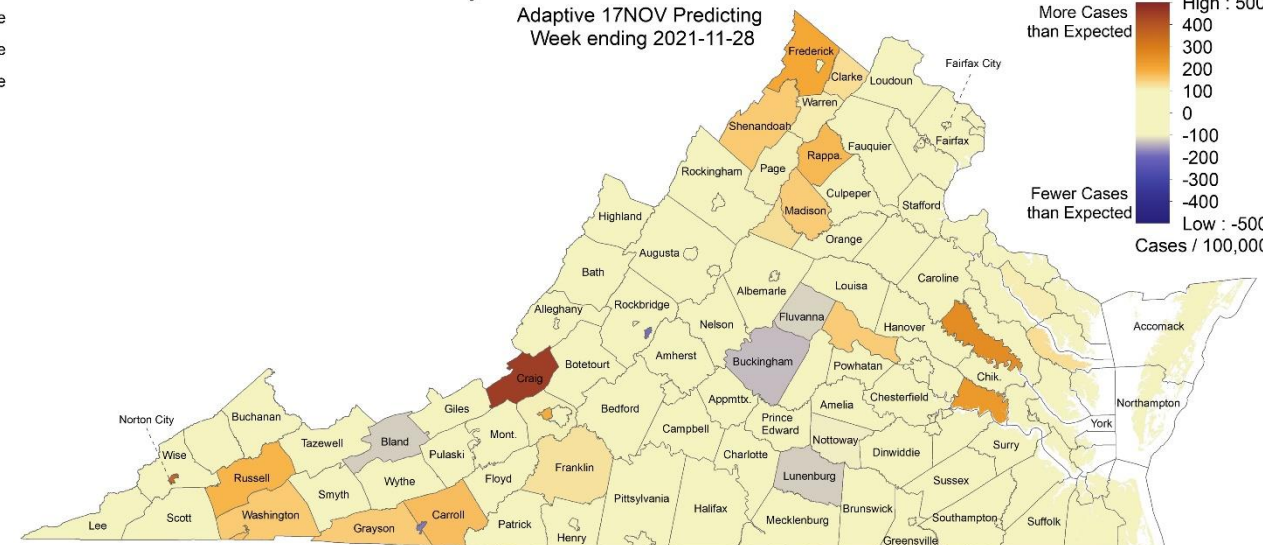 e
e
e
Adaptive 17NOV Predicting
Week ending 2021-11-28
More Cases
than Expected
High : 500
400
300
200
100
0
-100
-200
-300
-400
Low : -500
Fewer Cases
than Expected
Cases / 100,000
Frederick
Clarke
Loudoun
Fairfax City
Warren
Shenandoah
Fairfax
Rappa.
Fauquier
Page
Rockingham
Culpeper
Stafford
Madison
Highland
Orange
Augusta
Bath
Caroline
Albemarle
Louisa
Rockbridge
Alleghany
Nelson
Fluvanna
Hanover
Accomack
Amherst
Buckingham
Botetourt
Powhatan
Craig
Chik.
Appmttx.
Chesterfield
Amelia
Northampton
Giles
Bedford
Prince
Edward
York
Norton City
Buchanan
Campbell
Mont.
Nottoway
Surry
Tazewell
Bland
Pulaski
Charlotte
Dinwiddie
Wise
Franklin
Russell
Wythe
Floyd
Lunenburg
Sussex
Smyth
Pittsylvania
Halifax
Brunswick
Southampton
Suffolk
Lee
Scott
Washington
Grayson
Carroll
Patrick
Henry
Mecklenburg
Greensville